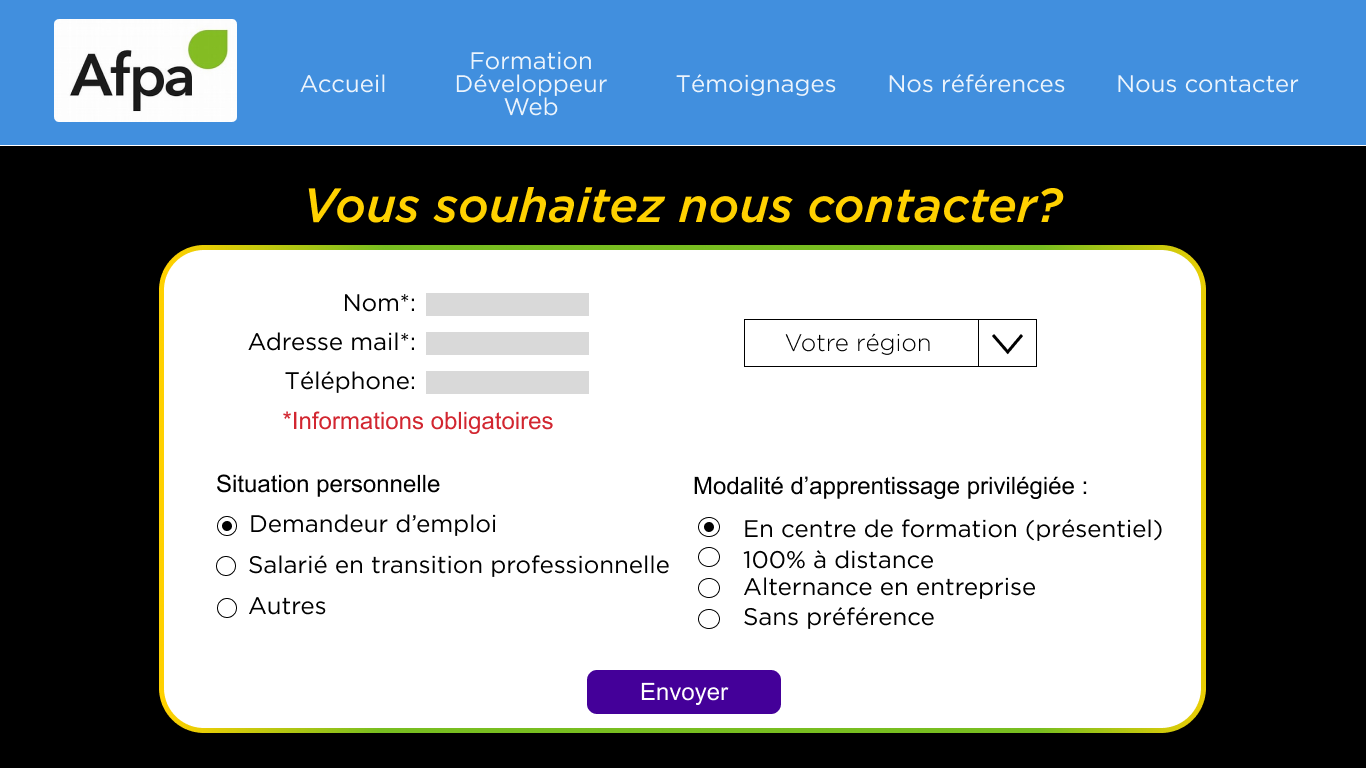 Afpa
Accueil
Formation
Développeur
Web
Témoignages
Nos références
Nous contacter
Vous souhaitez nous contacter?
Nom*:
Adresse mail*:
Téléphone:
*Informations obligatoires
Votre région
Situation personnelle
Demandeur d’emploi
Salarié en transition professionnelle
Autres
Modalité d’apprentissage privilégiée :
En centre de formation (présentiel)
100% à distance
Alternance en entreprise
Sans préférence
Envoyer